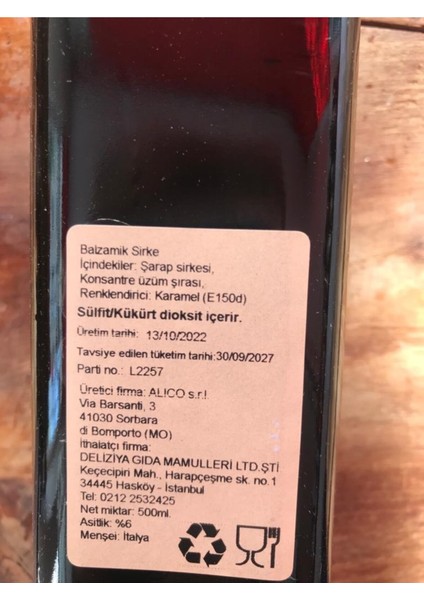 Balzamik Sirke
İçindekiler: Şarap sirkesi,
Konsantre üzüm şırası,
Renklendirici: Karamel (E150d)
Sülfit/Kükürt dioksit içerir.
Üretim tarihi: 13/10/2022
Tavsiye edilen tüketim tarihi:30/09/2027
Parti no.: L2257
Üretici firma: ALICO s.r.l.
Via Barsanti, 3
41030 Sorbara
di Bomporto (MO)
İthalatçı firma:
DELİZİYA GIDA MAMULLERİ LTD.ŞTİ
Keçecipiri Mah., Harapçeşme sk. no.1
34445 Hasköy - İstanbul
Tel: 0212 2532425
Net miktar: 500ml.
Asitlik: %6
Menşei: İtalya